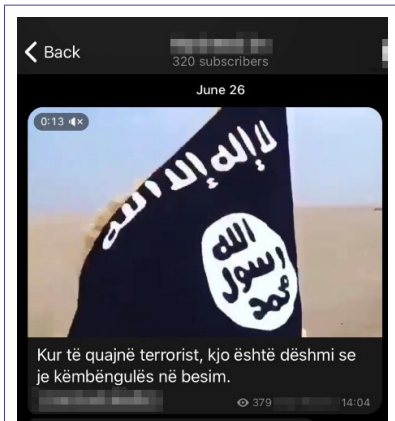 Back
320 subscribers
June 26
0:13
لا إله إلا الله
الله
رسول
محمد
Kur të quajnë terrorist, kjo është dëshmi se
je këmbëngulës në besim.
379
14:04